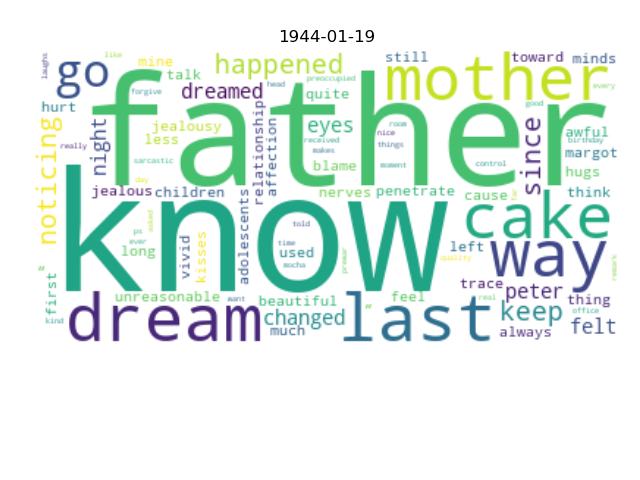 1944-01-19
father
know
mother
dream
last
way
cake
go
happened
dreamed
eyes
noticing
night
since
changed
keep
felt
peter
still
toward
minds
mine
talk
like
laughs
preoccupied
head
every
forgive
quite
hurt
good
jealousy
less
relationship
affection
received
makes
room
nice
things
moment
awful
birthday
margot
really
sarcastic
blame
control
hugs
day
jealous
children
nerves
penetrate
cause
far
think
adolescents
told
asked
ps
ever
long
vivid
kisses
time
used
mocha
prewar
left
quality
remark
trace
first
"
kind
unreasonable
want
beautiful
much
feel
"
real
thing
office
always